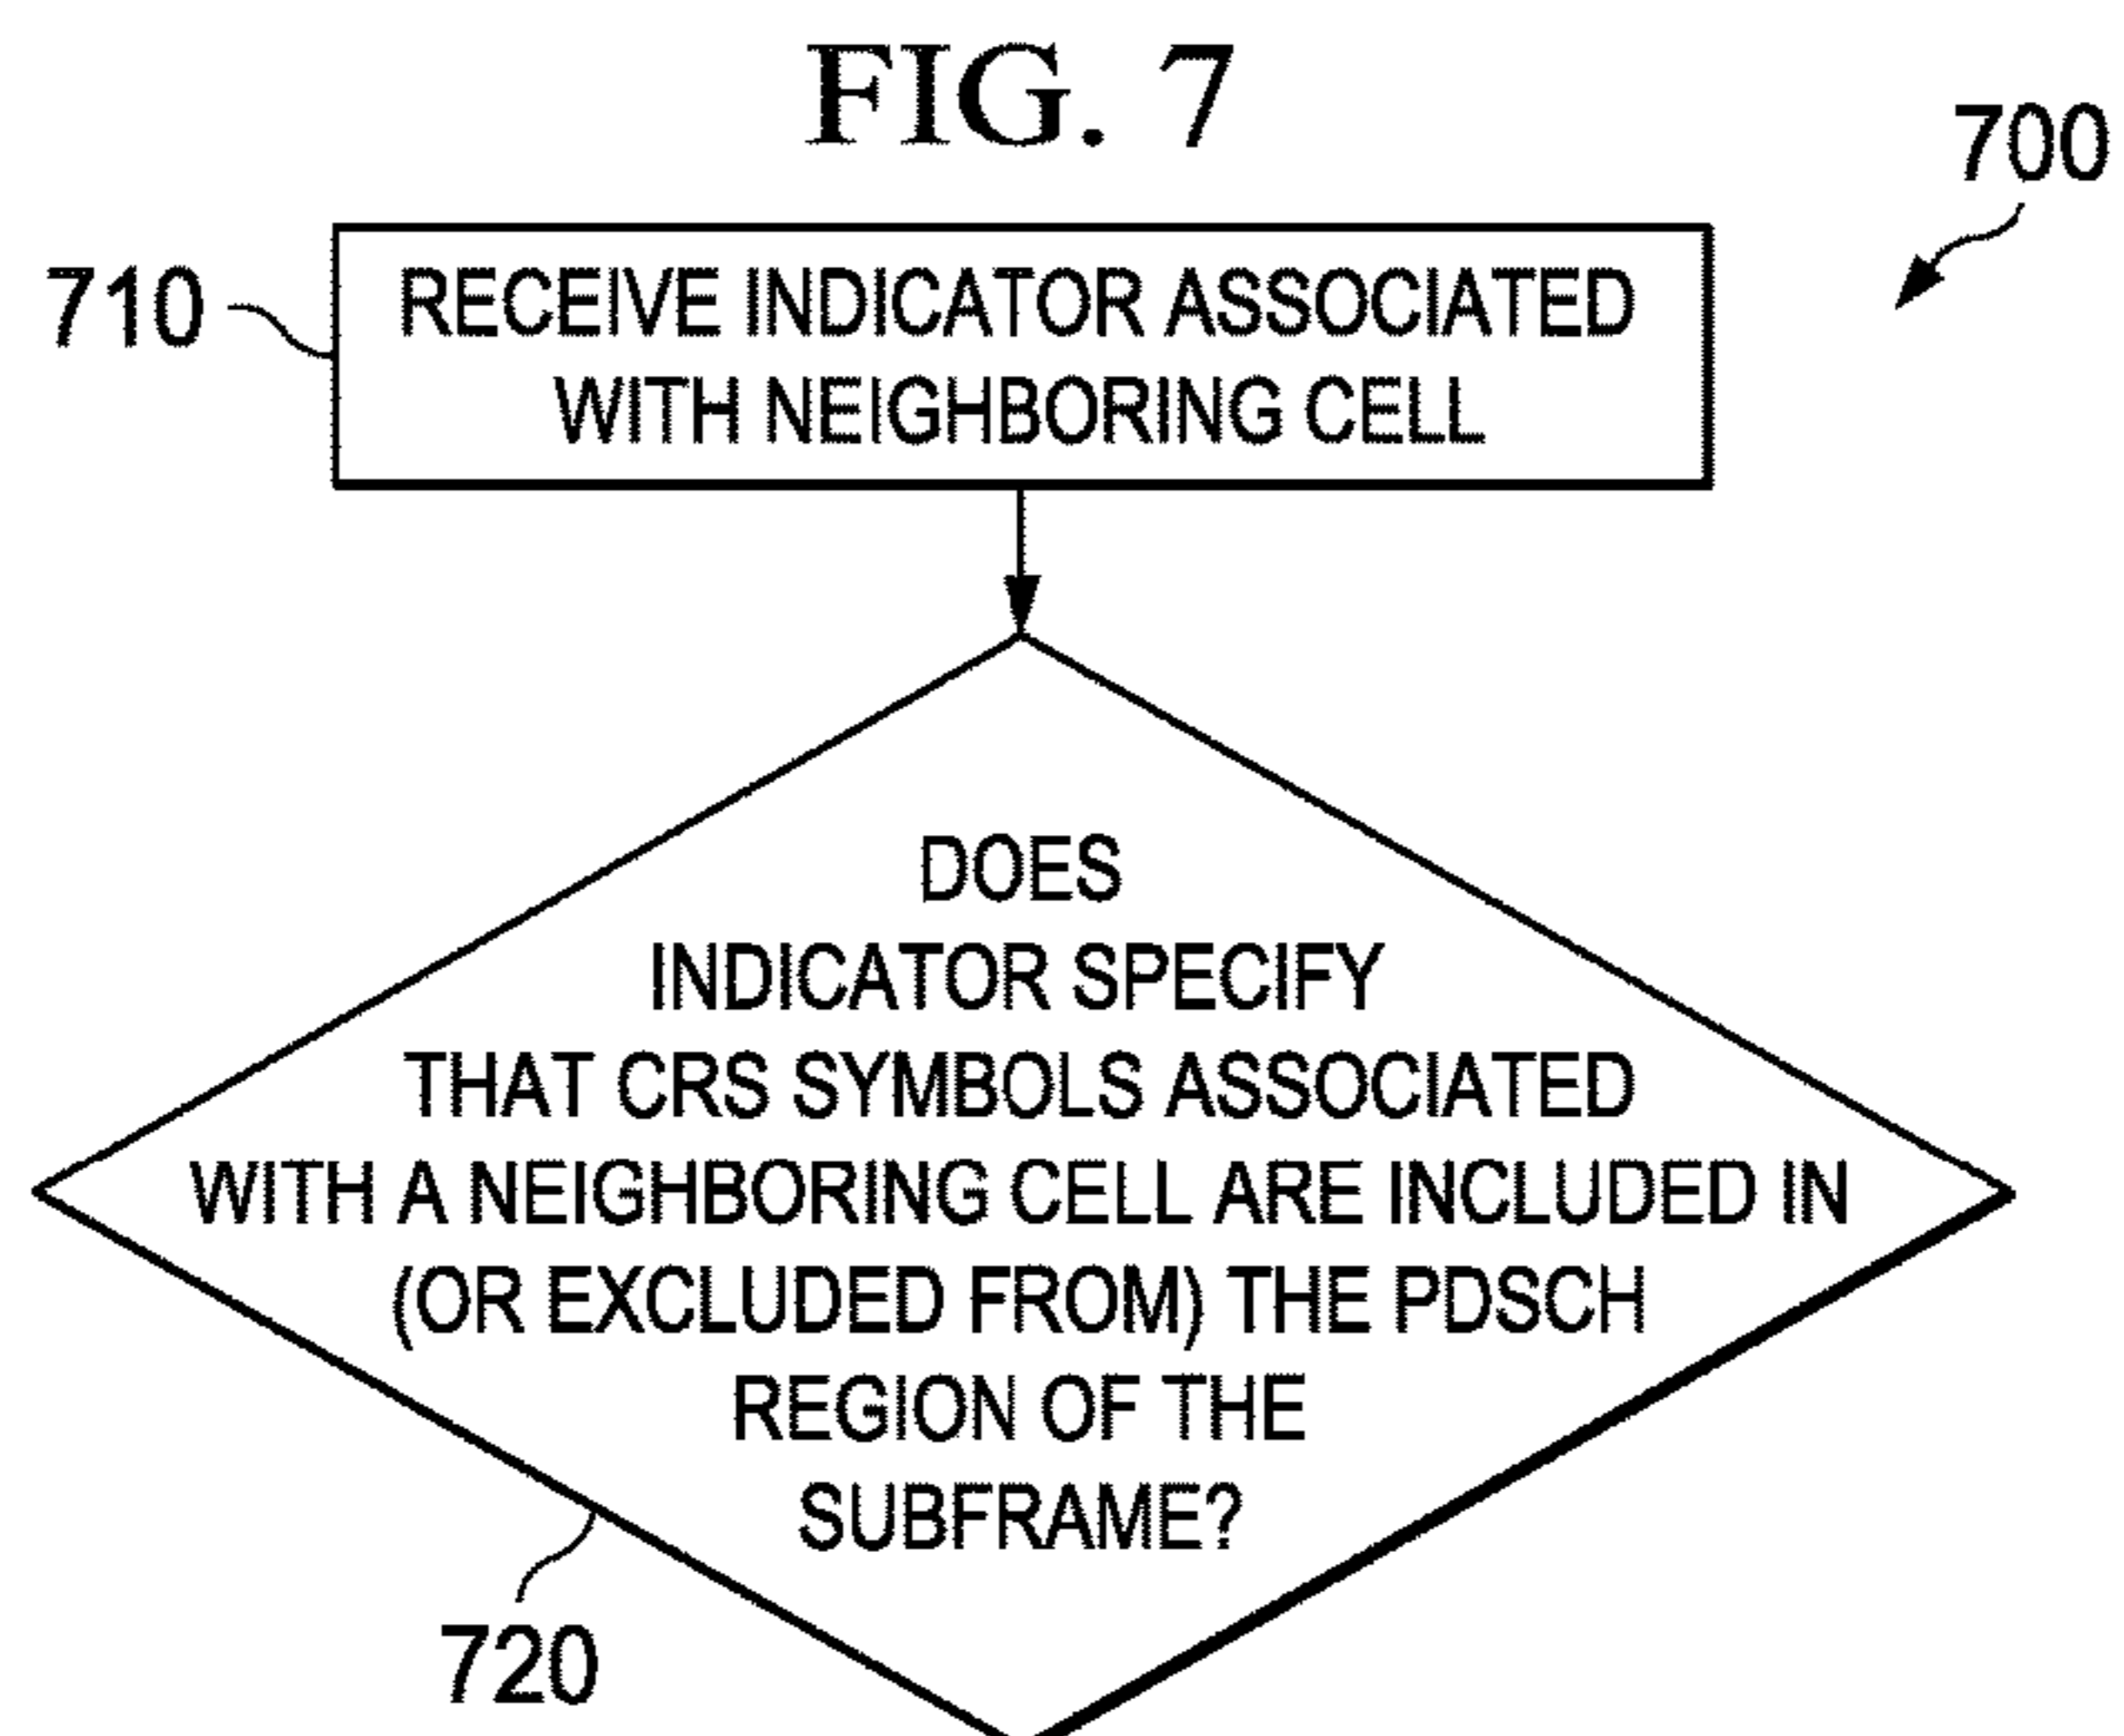 FIG. 7
700
710
RECEIVE INDICATOR ASSOCIATED
WITH NEIGHBORING CELL
DOES
INDICATOR SPECIFY
THAT CRS SYMBOLS ASSOCIATED
WITH A NEIGHBORING CELL ARE INCLUDED IN
(OR EXCLUDED FROM) THE PDSCH
REGION OF THE
SUBFRAME?
720